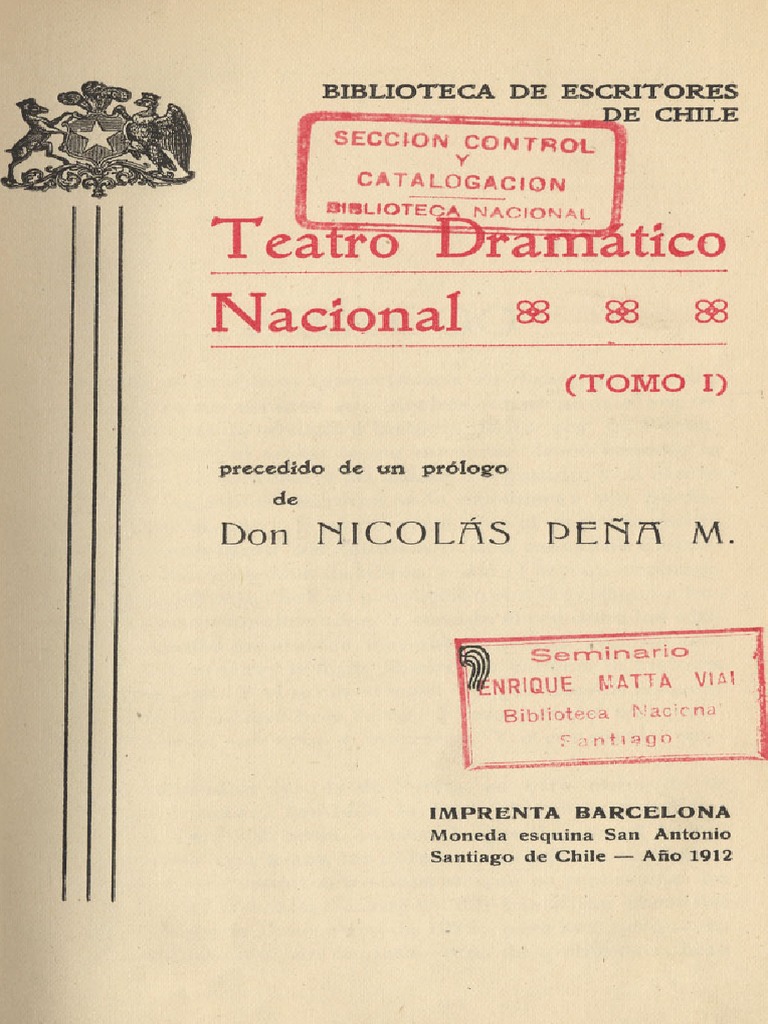 BIBLIOTECA DE ESCRITORES
DE CHILE
SECCION CONTROL
Y
CATALOGACION
BIBLIOTECA NACIONAL
Teatro Dramático
Nacional
(TOMO I)
precedido de un prólogo
de
Don NICOLÁS PEÑA M.
Seminario
ENRIQUE MATTA VIAL
Biblioteca Nacional
Santiago
IMPRENTA BARCELONA
Moneda esquina San Antonio
Santiago de Chile — Año 1912